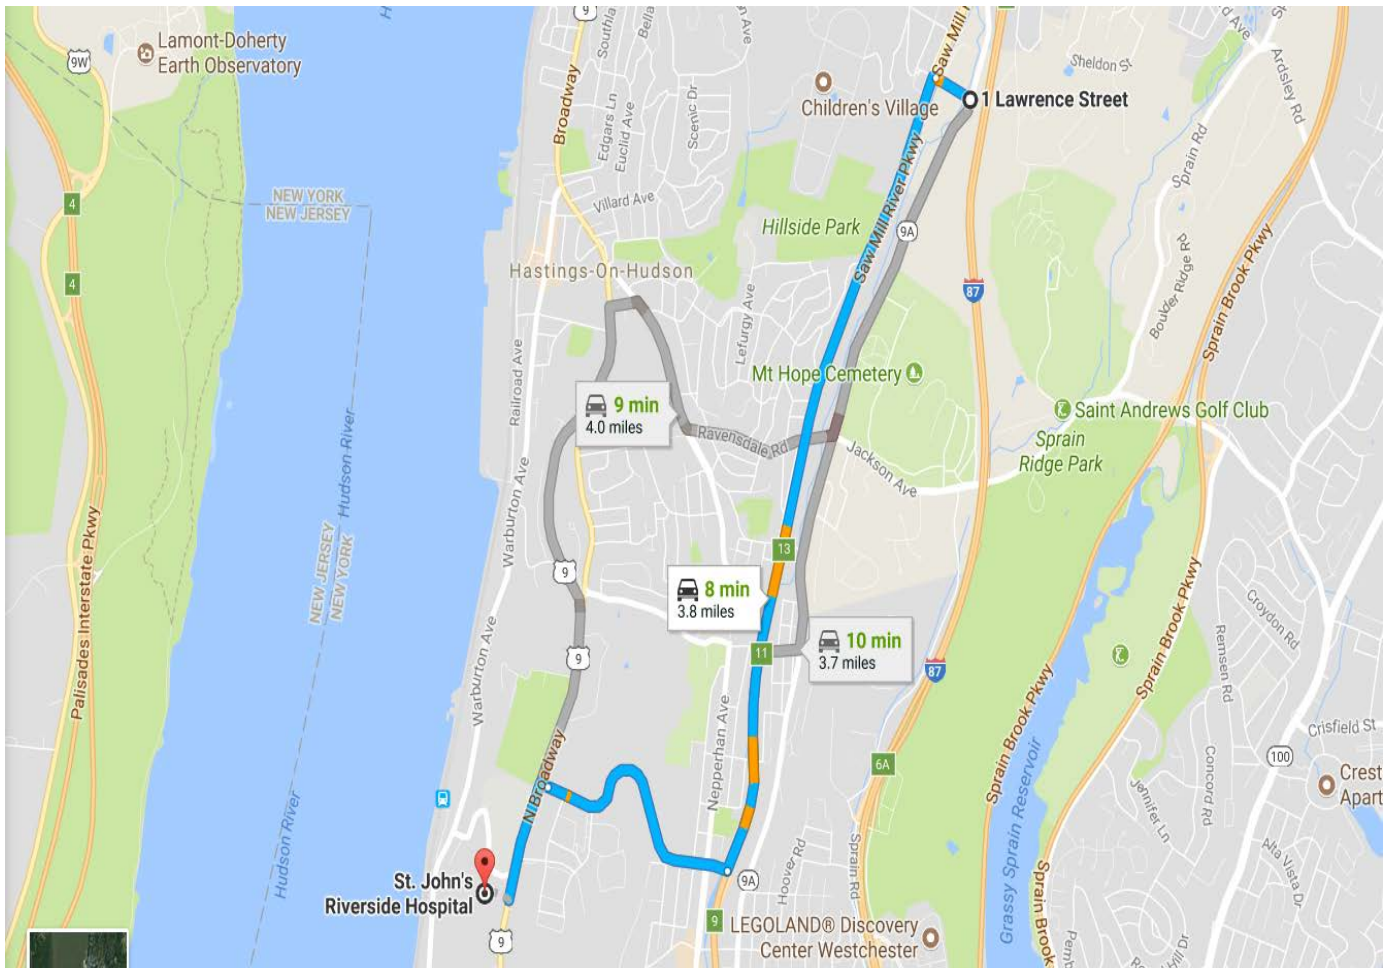 9
Lamont-Doherty
Earth Observatory
9W
Broadway
Southla
Bella
n Ave
Edgars Ln
Euclid Ave
Scenic Dr
Saw Mill
Children's Village
1 Lawrence Street
Sheldon St
Ardsley Rd
Sprain Rd
4
NEW YORK
NEW JERSEY
Villard Ave
Hillside Park
Saw Mill River Pkwy
9A
Boulder Ridge Rd
Sprain Brook Pkwy
4
Hastings-On-Hudson
87
Railroad Ave
Lefurgy Ave
Mt Hope Cemetery
9 min
4.0 miles
Saint Andrews Golf Club
Sprain
Ridge Park
Ravensdale Rd
Jackson Ave
Hudson River
Warburton Ave
Palisades Interstate Pkwy
NEW JERSEY
NEW YORK
13
9
8 min
3.8 miles
10 min
3.7 miles
11
9
87
Warburton Ave
Croydon Rd
Remsen Rd
Sprain Brook Pkwy
Sprain Brook Pkwy
Nepperhan Ave
N Broadway
6A
Crisfield St
100
Concord Rd
Jennifer Ln
Crest
Apart
Hudson River
Grassy Sprain Reservoir
Hoover Rd
Sprain Rd
Alta Vista Dr
St. John's
Riverside Hospital
9A
9
9
LEGOLAND® Discovery
Center Westchester
Sprain Brook
Hill Dr